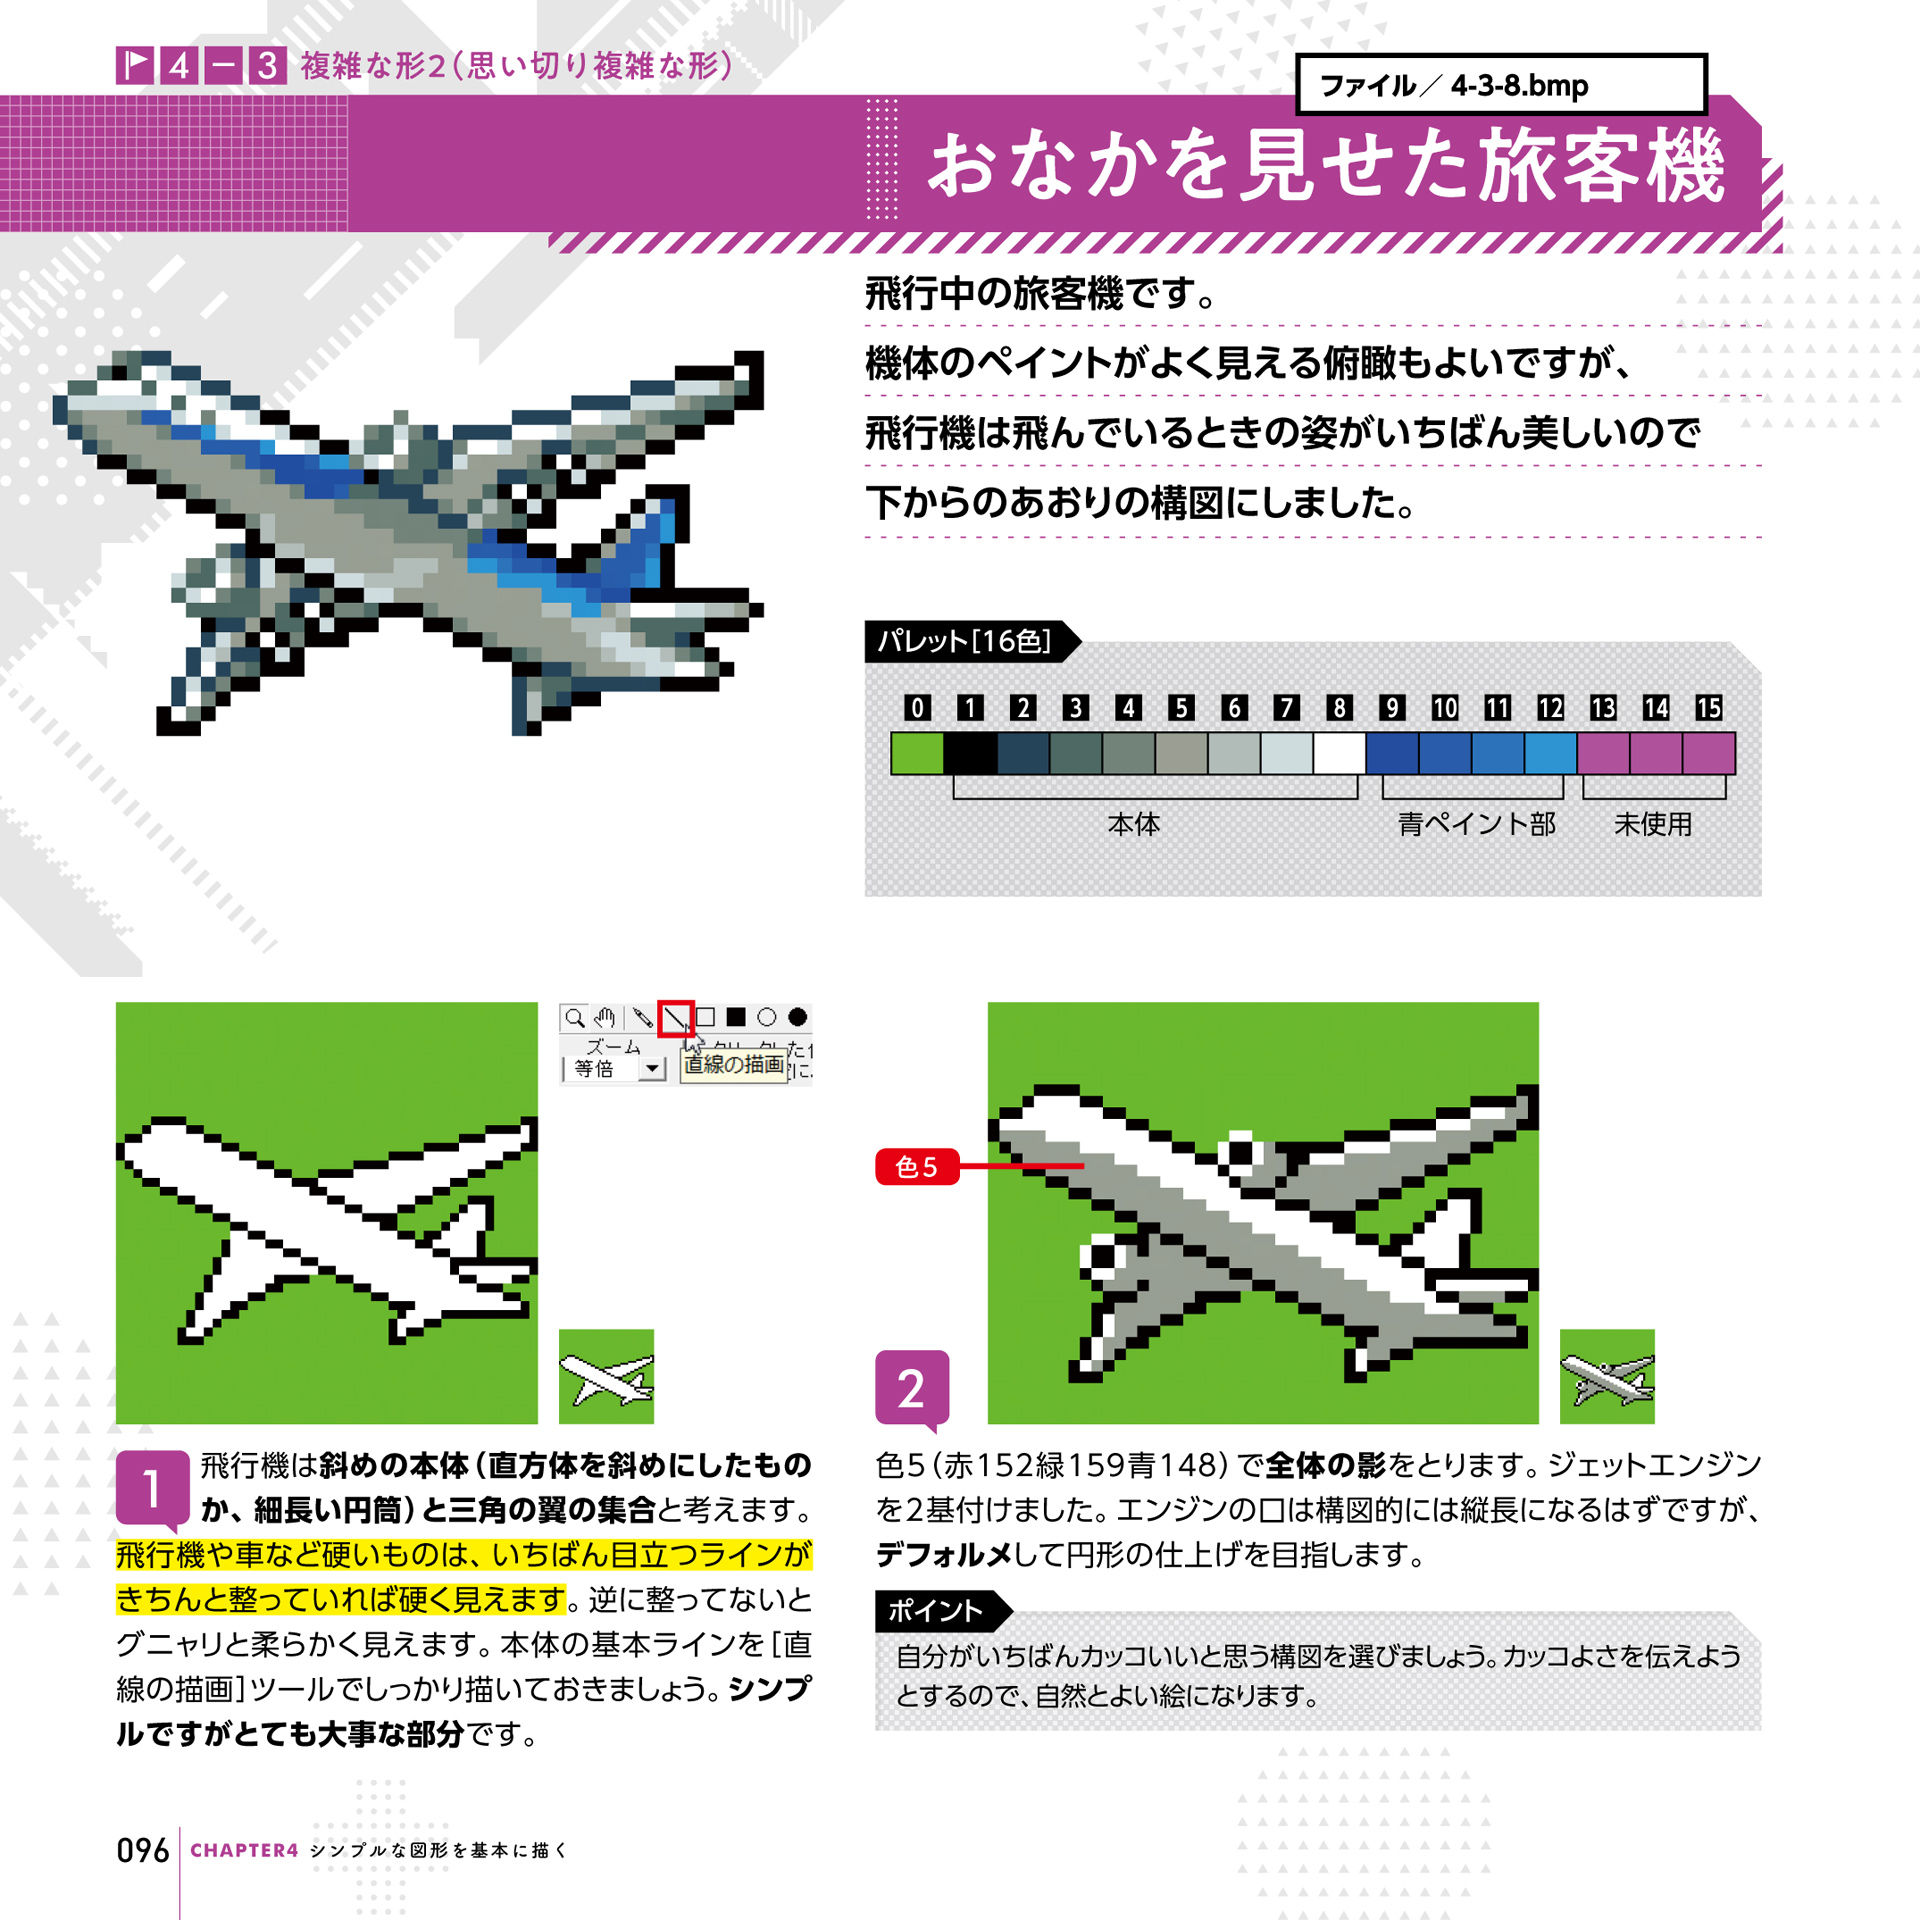 4-3 複雑な形2(思い切り複雑な形)
ファイル/ 4-3-8.bmp
おなかを見せた旅客機
飛行中の旅客機です。
機体のペイントがよく見える俯瞰もよいですが、
飛行機は飛んでいるときの姿がいちばん美しいので
下からのあおりの構図にしました。
パレット[16色]
0 1 2 3 4 5 6 7 8 9 10 11 12 13 14 15
本体 青ペイント部 未使用
ズーム
等倍
直線の描画
色5
1
飛行機は斜めの本体(直方体を斜めにしたもの
か、細長い円筒)と三角の翼の集合と考えます。
飛行機や車など硬いものは、いちばん目立つラインが
きちんと整っていれば硬く見えます。逆に整ってないと
グニャリと柔らかく見えます。本体の基本ラインを[直
線の描画]ツールでしっかり描いておきましょう。シンプ
ルですがとても大事な部分です。
2
色5(赤152緑159青148)で全体の影をとります。ジェットエンジン
を2基付けました。エンジンの口は構図的には縦長になるはずですが、
デフォルメして円形の仕上げを目指します。
ポイント
自分がいちばんカッコいいと思う構図を選びましょう。カッコよさを伝えよう
とするので、自然とよい絵になります。
096 CHAPTER4 シンプルな図形を基本に描く